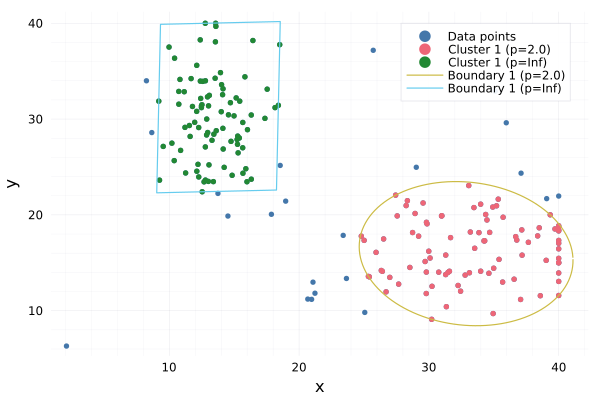 40
30
20
10
y
10
20
30
40
x
Data points
Cluster 1 (p=2.0)
Cluster 1 (p=Inf)
Boundary 1 (p=2.0)
Boundary 1 (p=Inf)